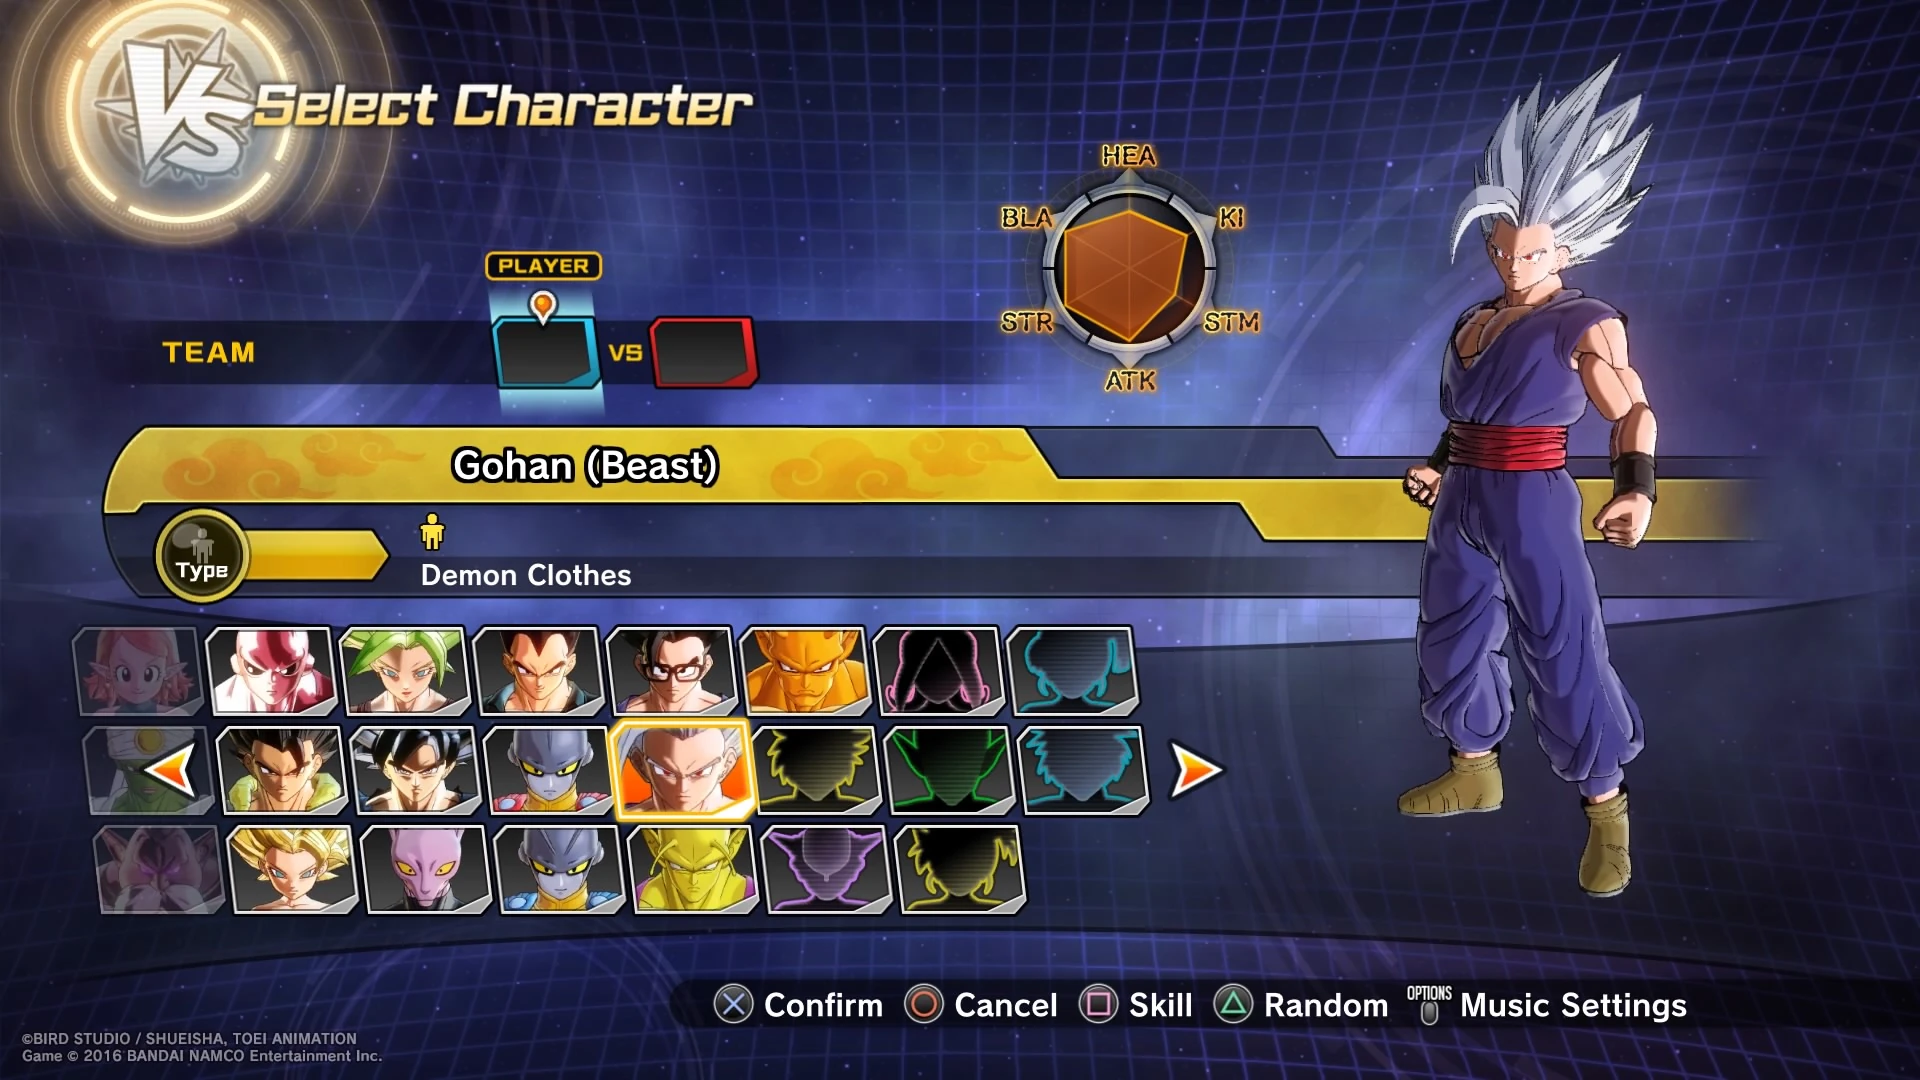 VS
Select Character
HEA
BLA
KI
PLAYER
STR
STM
TEAM
VS
ATK
Gohan (Beast)
Type
Demon Clothes
Confirm
Cancel
Skill
Random
OPTIONS
Music Settings
©BIRD STUDIO / SHUEISHA, TOEI ANIMATION
Game © 2016 BANDAI NAMCO Entertainment Inc.